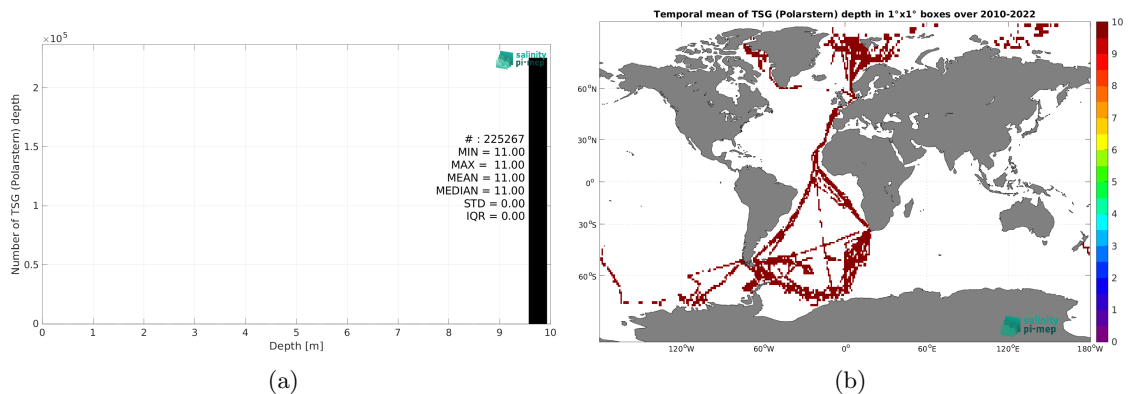 ×10⁵
2
1.5
1
0.5
0
Number of TSG (Polarstern) depth
0 1 2 3 4 5 6 7 8 9 10
Depth [m]
salinity
pi-mep
# : 225267
MIN = 11.00
MAX = 11.00
MEAN = 11.00
MEDIAN = 11.00
STD = 0.00
IQR = 0.00
(a)
Temporal mean of TSG (Polarstern) depth in 1°x1° boxes over 2010-2022
60°N
30°N
0°
30°S
60°S
120°W 60°W 0° 60°E 120°E 180°W
salinity
pi-mep
10
9
8
7
6
5
4
3
2
1
0
(b)